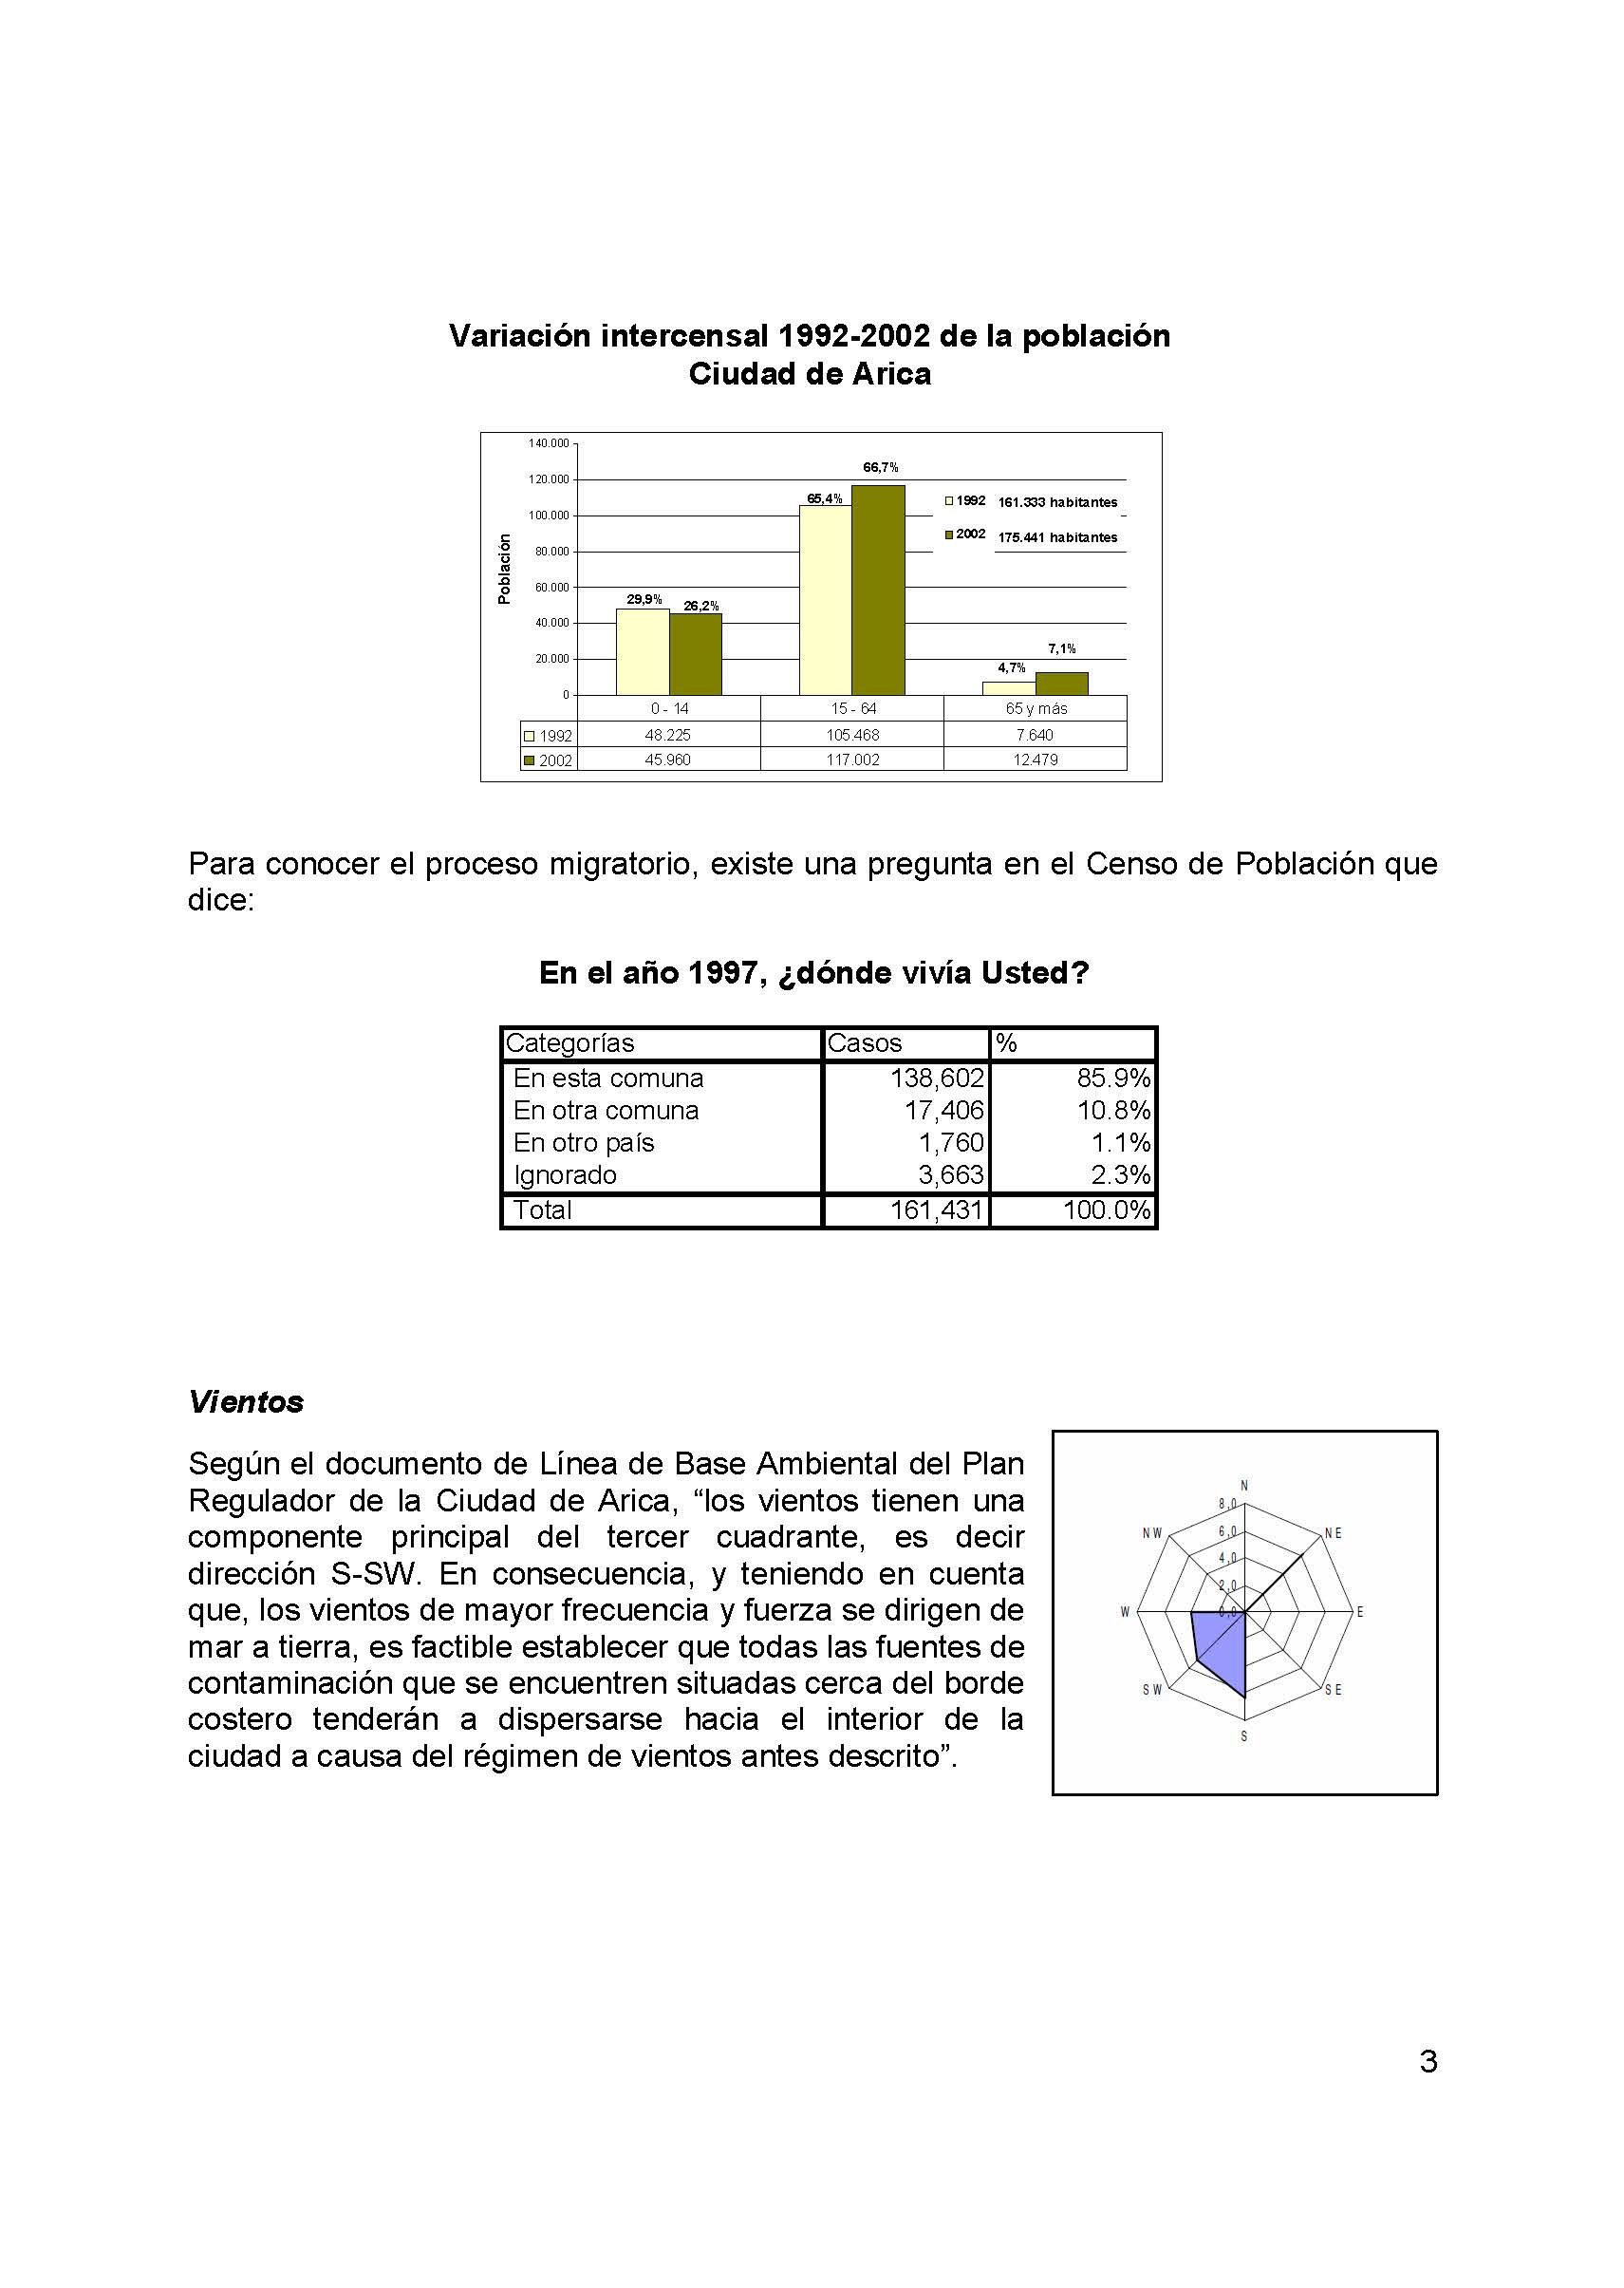 Variación intercensal 1992-2002 de la población
Ciudad de Arica
140.000
120.000
100.000
80.000
60.000
40.000
20.000
0
Población
29,9%
26,2%
65,4%
66,7%
4,7%
7,1%
1992 161.333 habitantes
2002 175.441 habitantes
0 - 14 15 - 64 65 y más
1992 48.225 105.468 7.640
2002 45.960 117.002 12.479
Para conocer el proceso migratorio, existe una pregunta en el Censo de Población que
dice:
En el año 1997, ¿dónde vivía Usted?
Categorías Casos %
En esta comuna 138,602 85.9%
En otra comuna 17,406 10.8%
En otro país 1,760 1.1%
Ignorado 3,663 2.3%
Total 161,431 100.0%
Vientos
Según el documento de Línea de Base Ambiental del Plan
Regulador de la Ciudad de Arica, “los vientos tienen una
componente principal del tercer cuadrante, es decir
dirección S-SW. En consecuencia, y teniendo en cuenta
que, los vientos de mayor frecuencia y fuerza se dirigen de
mar a tierra, es factible establecer que todas las fuentes de
contaminación que se encuentren situadas cerca del borde
costero tenderán a dispersarse hacia el interior de la
ciudad a causa del régimen de vientos antes descrito”.
N
8,0
NW 6,0 NE
4,0
2,0
W 0,0 E
SW SE
S
3